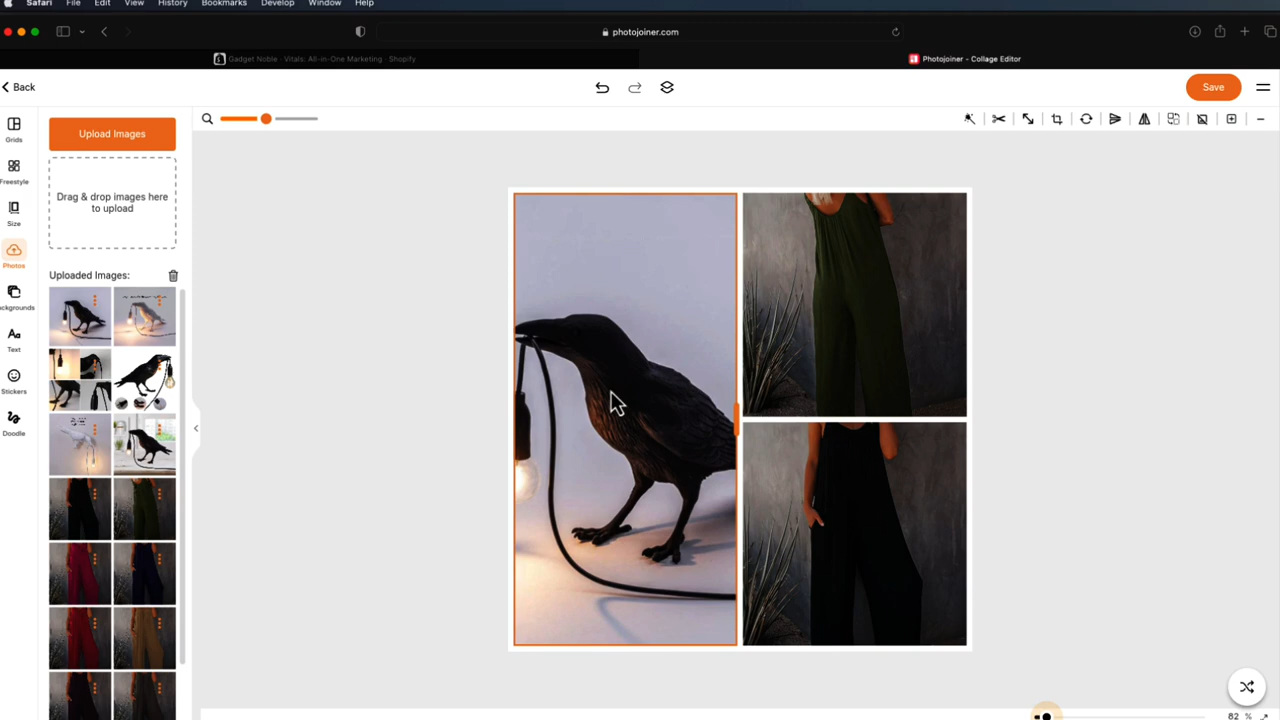 Safari File Edit View History Bookmarks Develop Window Help
photojoiner.com
Gadget Noble · Vitals: All-in-One Marketing · Shopify
Photojoiner - Collage Editor
Back
Save
Grids
Upload Images
Freestyle
Drag & drop images here
to upload
Size
Photos
Uploaded Images:
ckgrounds
Aa
Text
Stickers
Doodle
82 %